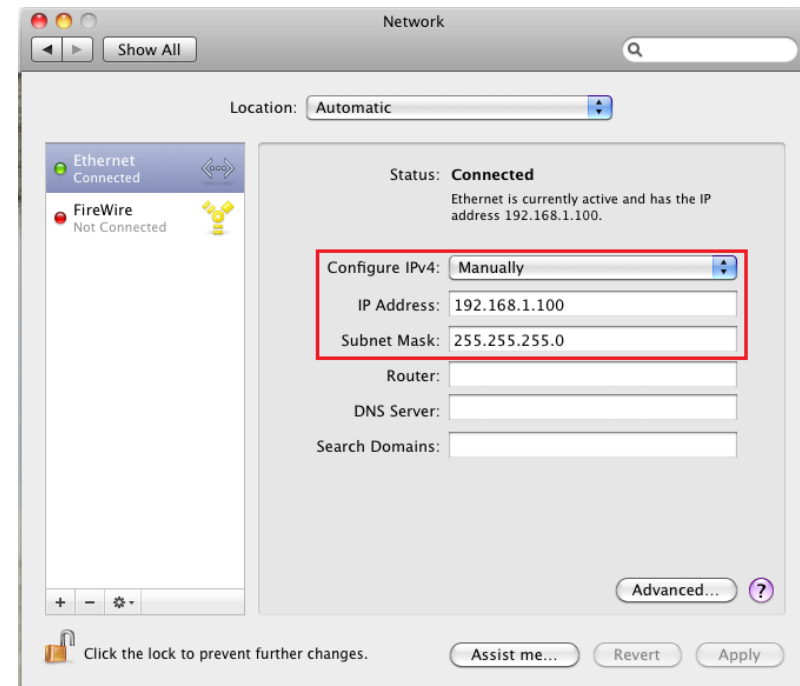 Network
Show All
Location: Automatic
Ethernet
Connected
FireWire
Not Connected
Status: Connected
Ethernet is currently active and has the IP
address 192.168.1.100.
Configure IPv4: Manually
IP Address: 192.168.1.100
Subnet Mask: 255.255.255.0
Router:
DNS Server:
Search Domains:
Advanced... ?
Click the lock to prevent further changes.
Assist me... Revert Apply